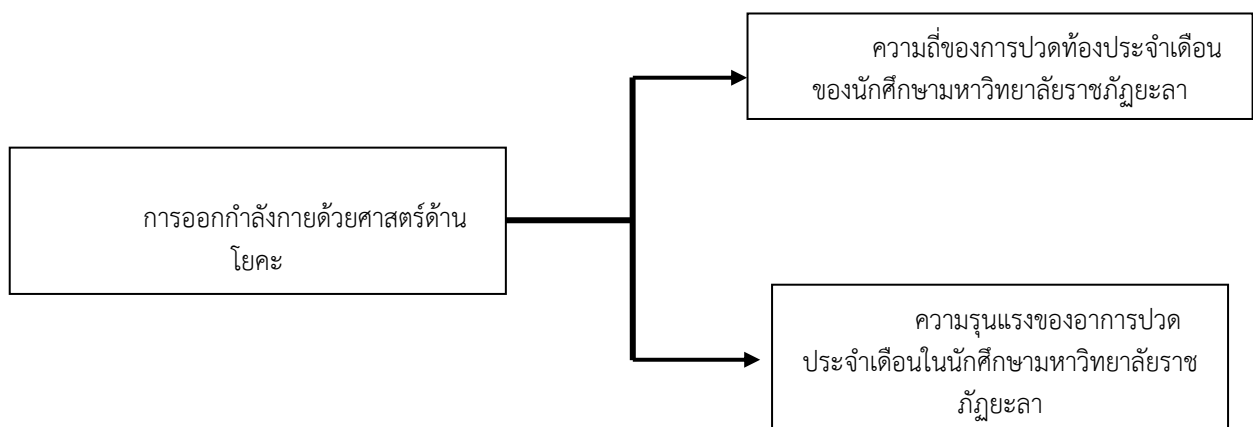 ความถี่ของการปวดท้องประจำเดือน
ของนักศึกษามหาวิทยาลัยราชภัฏยะลา
การออกกำลังกายด้วยศาสตร์ด้าน
โยคะ
ความรุนแรงของอาการปวด
ประจำเดือนในนักศึกษามหาวิทยาลัยราช
ภัฏยะลา